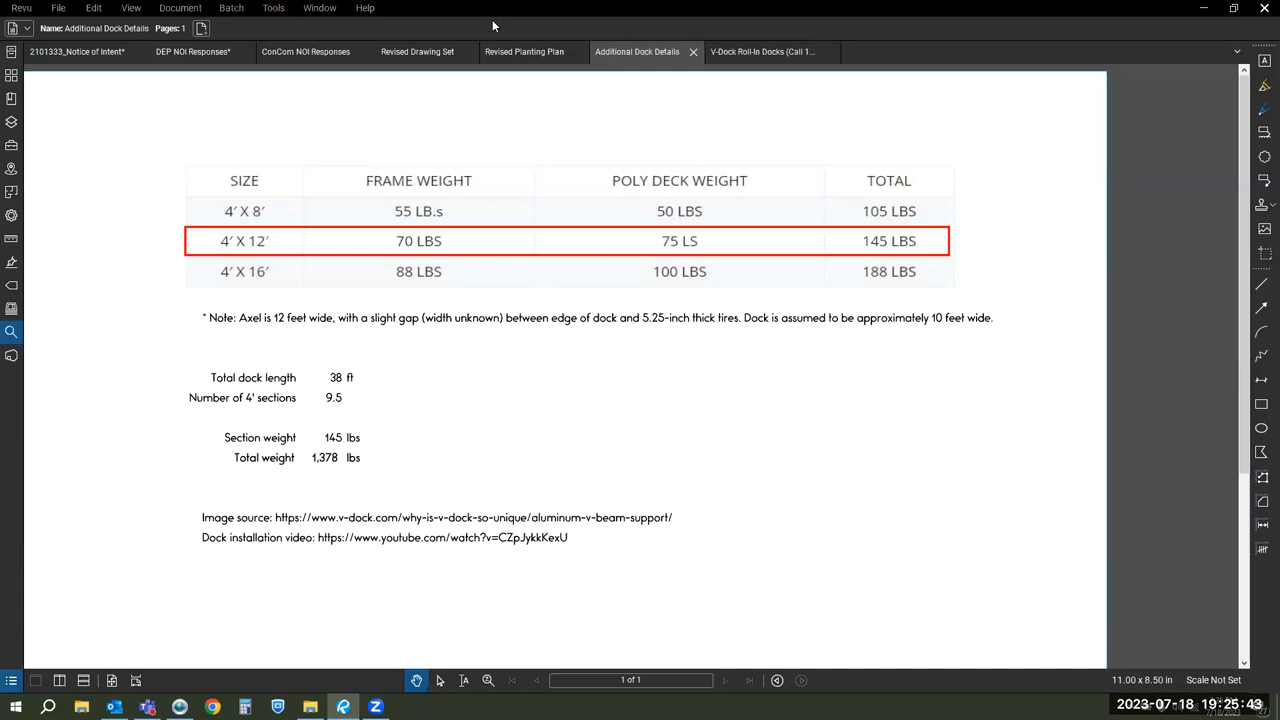 Revu File Edit View Document Batch Tools Window Help
Name: Additional Dock Details Pages: 1
2101333_Notice of Intent* DEP NOI Responses* ConCom NOI Responses Revised Drawing Set Revised Planting Plan Additional Dock Details V-Dock Roll-In Docks (Call 1...
SIZE FRAME WEIGHT POLY DECK WEIGHT TOTAL
4′ X 8′ 55 LB.s 50 LBS 105 LBS
4′ X 12′ 70 LBS 75 LS 145 LBS
4′ X 16′ 88 LBS 100 LBS 188 LBS
* Note: Axel is 12 feet wide, with a slight gap (width unknown) between edge of dock and 5.25-inch thick tires. Dock is assumed to be approximately 10 feet wide.
Total dock length 38 ft
Number of 4' sections 9.5
Section weight 145 lbs
Total weight 1,378 lbs
Image source: https://www.v-dock.com/why-is-v-dock-so-unique/aluminum-v-beam-support/
Dock installation video: https://www.youtube.com/watch?v=CZpJykkKexU
1 of 1 11.00 x 8.50 in Scale Not Set
2023-07-18 19:25:43